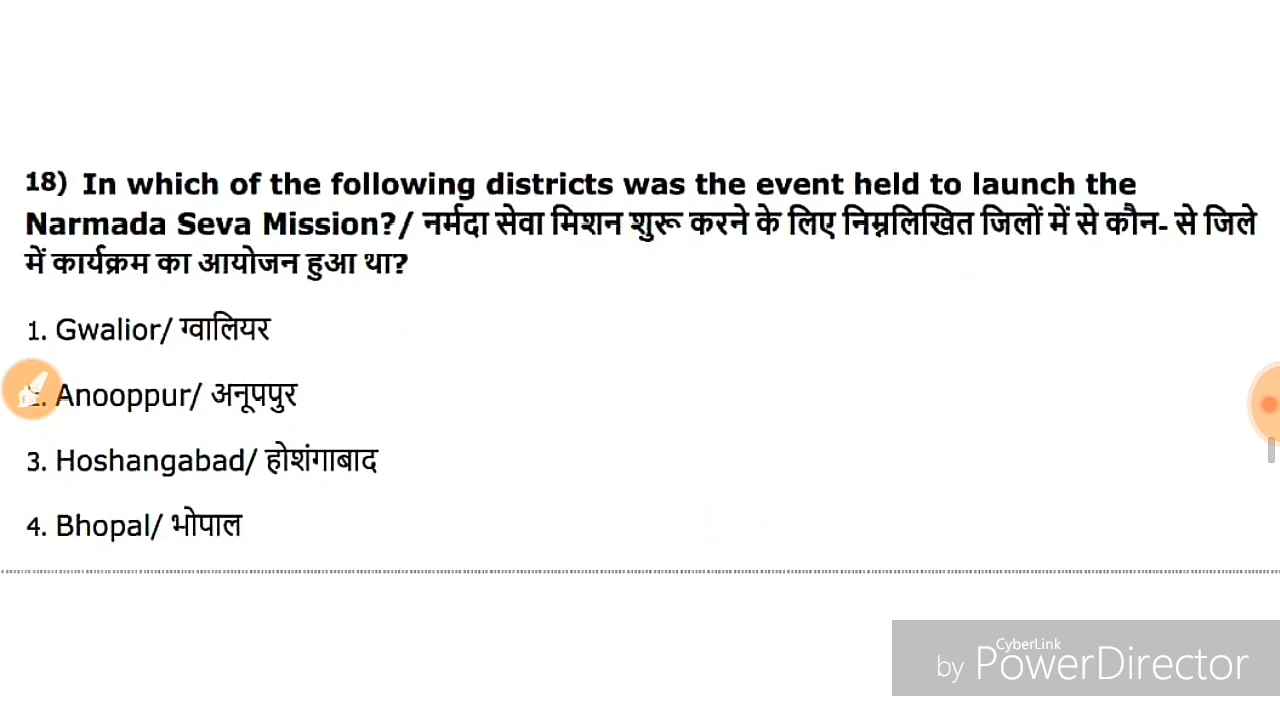 18) In which of the following districts was the event held to launch the
Narmada Seva Mission?/ नर्मदा सेवा मिशन शुरू करने के लिए निम्नलिखित जिलों में से कौन- से जिले
में कार्यक्रम का आयोजन हुआ था?
1. Gwalior/ ग्वालियर
Anooppur/ अनूपपुर
3. Hoshangabad/ होशंगाबाद
4. Bhopal/ भोपाल
CyberLink
by PowerDirector